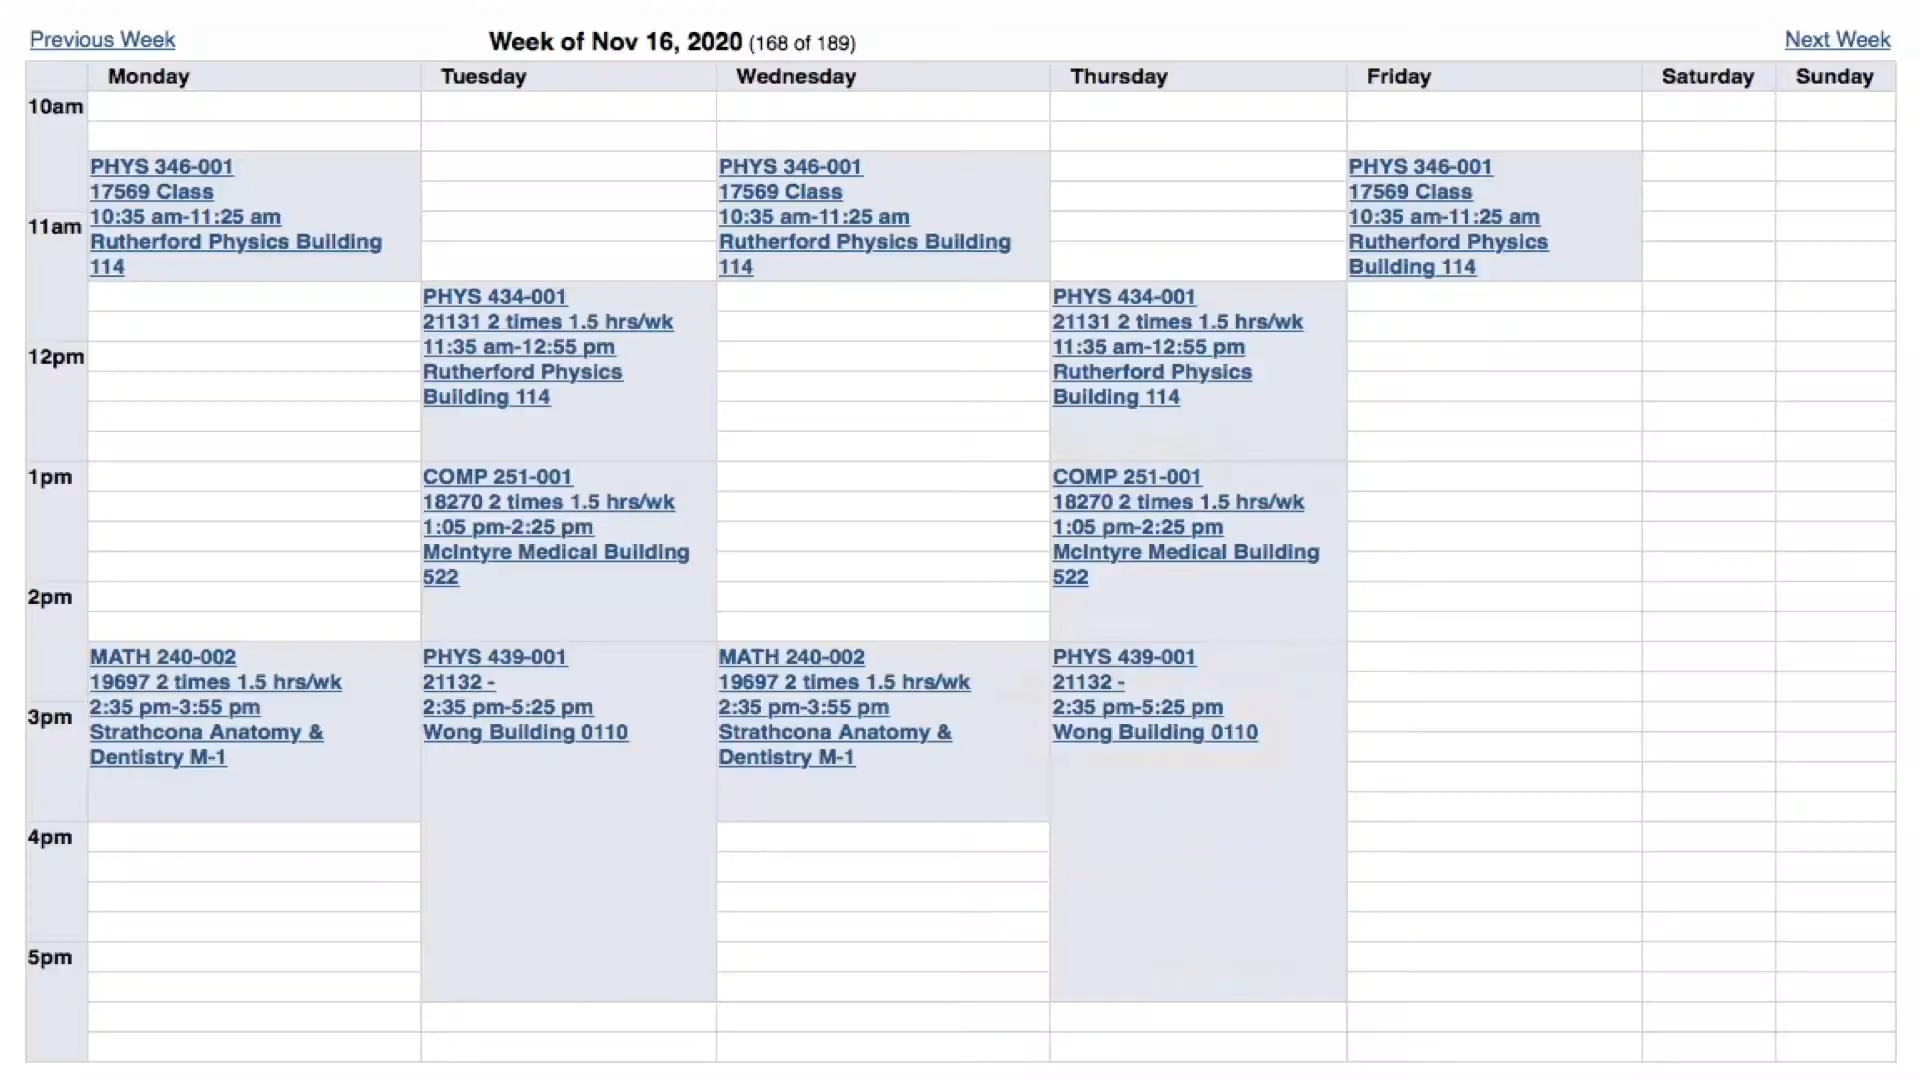 Previous Week
Week of Nov 16, 2020 (168 of 189)
Next Week
Monday
Tuesday
Wednesday
Thursday
Friday
Saturday
Sunday
10am
PHYS 346-001
17569 Class
10:35 am-11:25 am
Rutherford Physics Building
114
PHYS 346-001
17569 Class
10:35 am-11:25 am
Rutherford Physics Building
114
PHYS 346-001
17569 Class
10:35 am-11:25 am
Rutherford Physics
Building 114
11am
PHYS 434-001
21131 2 times 1.5 hrs/wk
11:35 am-12:55 pm
Rutherford Physics
Building 114
PHYS 434-001
21131 2 times 1.5 hrs/wk
11:35 am-12:55 pm
Rutherford Physics
Building 114
12pm
1pm
COMP 251-001
18270 2 times 1.5 hrs/wk
1:05 pm-2:25 pm
McIntyre Medical Building
522
COMP 251-001
18270 2 times 1.5 hrs/wk
1:05 pm-2:25 pm
McIntyre Medical Building
522
2pm
MATH 240-002
19697 2 times 1.5 hrs/wk
2:35 pm-3:55 pm
Strathcona Anatomy &
Dentistry M-1
PHYS 439-001
21132 -
2:35 pm-5:25 pm
Wong Building 0110
MATH 240-002
19697 2 times 1.5 hrs/wk
2:35 pm-3:55 pm
Strathcona Anatomy &
Dentistry M-1
PHYS 439-001
21132 -
2:35 pm-5:25 pm
Wong Building 0110
3pm
4pm
5pm